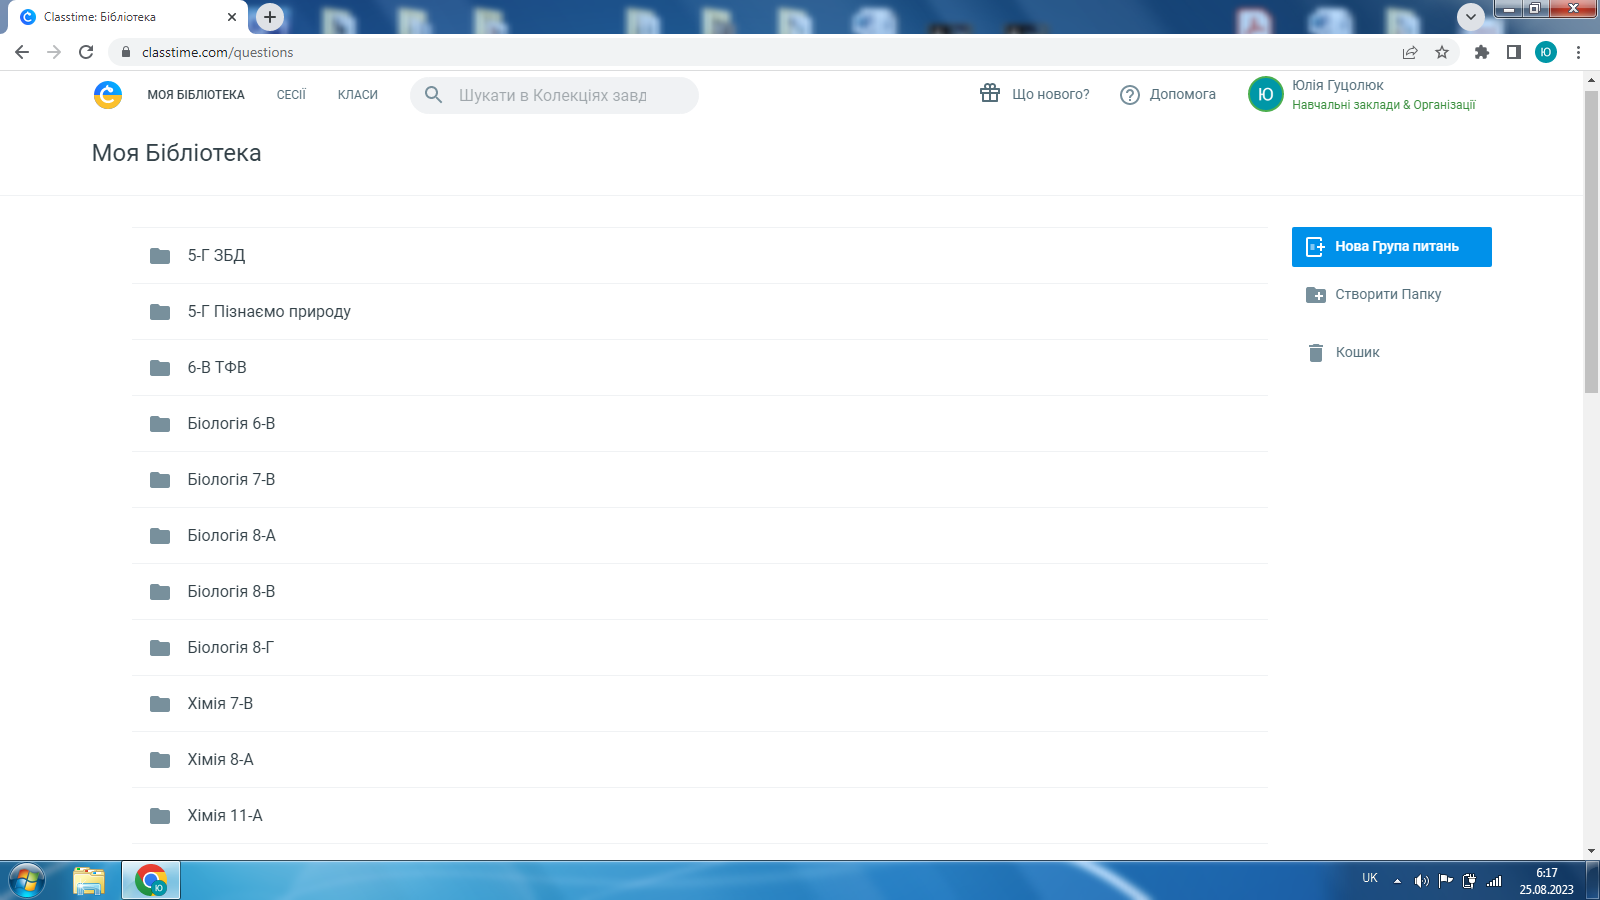 Classtime: Бібліотека
classtime.com/questions
Ю
МОЯ БІБЛІОТЕКА
СЕСІЇ
КЛАСИ
Шукати в Колекціях завд
Що нового?
Допомога
Ю
Юлія Гуцолюк
Навчальні заклади & Організації
Моя Бібліотека
5-Г ЗБД
5-Г Пізнаємо природу
6-В ТФВ
Біологія 6-В
Біологія 7-В
Біологія 8-А
Біологія 8-В
Біологія 8-Г
Хімія 7-В
Хімія 8-А
Хімія 11-А
Нова Група питань
Створити Папку
Кошик
Ю
UK
6:17
25.08.2023